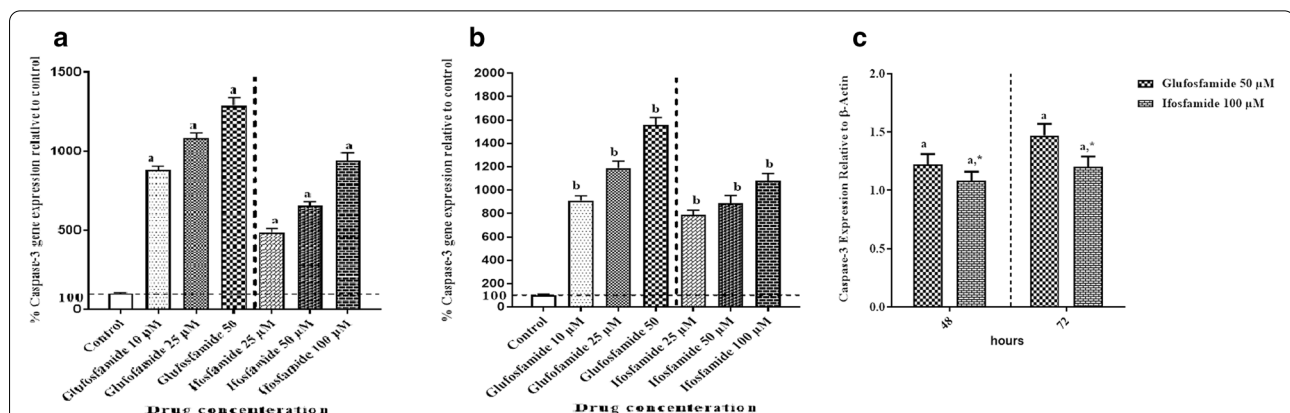 a
% Caspase-3 gene expression relative to control
1500
1000
500
100
0
a
a
a
a
a
a
Control
Glufosfamide 10 µM
Glufofamide 25 µM
Glufosfamide 50
Ifosfamide 25 µM
Ifosfamide 50 µM
Ifosfamide 100 µM
Drug concenteration
b
% Caspase-3 gene expression relative to control
2000
1800
1600
1400
1200
1000
800
600
400
200
100
0
b
b
b
b
b
b
Control
Glufosfamide 10 µM
Glufofamide 25 µM
Glufosfamide 50
Ifosfamide 25 µM
Ifosfamide 50 µM
Ifosfamide 100 µM
Drug concenteration
c
Caspase-3 Expression Relative to β-Actin
2.0
1.5
1.0
0.5
0.0
a
a,*
a
a,*
48
72
hours
Glufosfamide 50 µM
Ifosfamide 100 µM